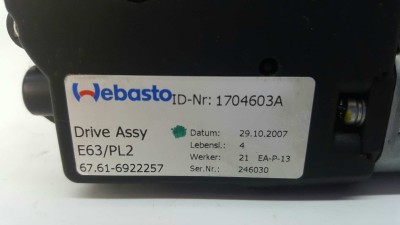 Webasto ID-Nr: 1704603A
Drive Assy
E63/PL2
67.61-6922257
Datum: 29.10.2007
Lebensl.: 4
Werker: 21 EA-P-13
Ser.Nr.: 246030